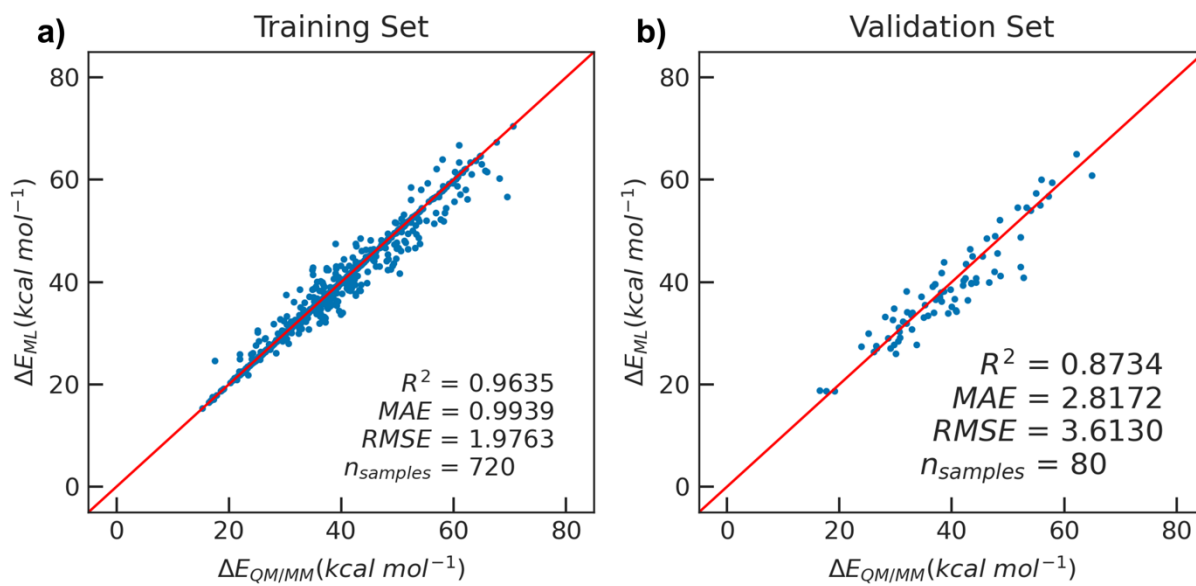 a)
Training Set
80
60
40
20
0
ΔE_ML(kcal mol⁻¹)
R² = 0.9635
MAE = 0.9939
RMSE = 1.9763
n_samples = 720
0 20 40 60 80
ΔE_QM/MM(kcal mol⁻¹)
b)
Validation Set
80
60
40
20
0
ΔE_ML(kcal mol⁻¹)
R² = 0.8734
MAE = 2.8172
RMSE = 3.6130
n_samples = 80
0 20 40 60 80
ΔE_QM/MM(kcal mol⁻¹)